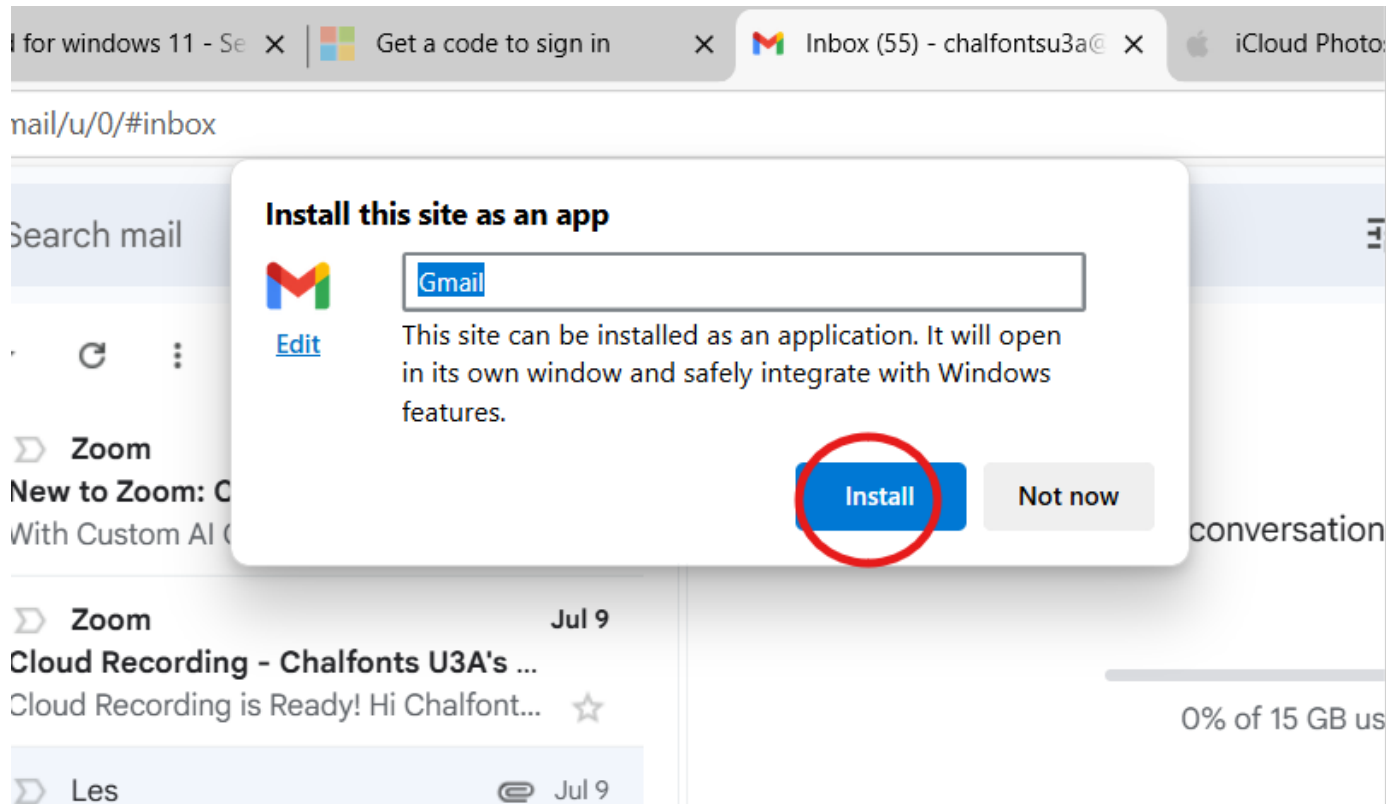 for windows 11 - Se
Get a code to sign in
Inbox (55) - chalfontsu3a@
iCloud Photo
mail/u/0/#inbox
Search mail
Install this site as an app
Gmail
Edit
This site can be installed as an application. It will open
in its own window and safely integrate with Windows
features.
Install
Not now
Zoom
New to Zoom: C
With Custom AI
conversation
Zoom
Jul 9
Cloud Recording - Chalfonts U3A's ...
Cloud Recording is Ready! Hi Chalfont...
0% of 15 GB us
Les
Jul 9